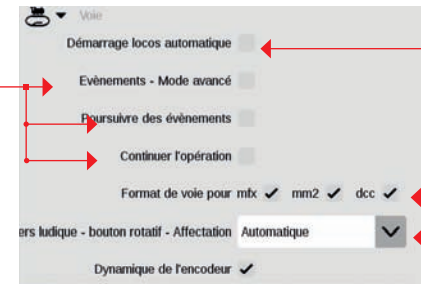 Voie
Démarrage locos automatique
Evènements - Mode avancé
Poursuivre des évènements
Continuer l'opération
Format de voie pour mfx mm2 dcc
ers ludique - bouton rotatif - Affectation Automatique
Dynamique de l'encodeur